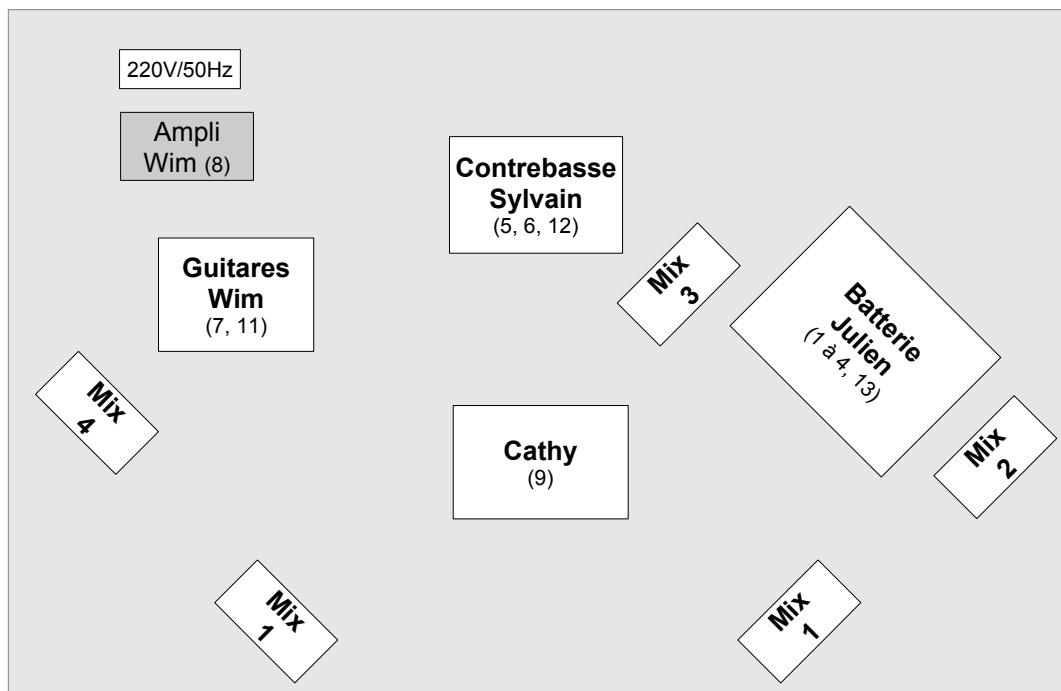 220V/50Hz
Ampli
Wim (8)
Contrebasse
Sylvain
(5, 6, 12)
Guitares
Wim
(7, 11)
Mix
3
Batterie
Julien
(1 à 4, 13)
Mix
4
Cathy
(9)
Mix
2
Mix
1
Mix
1